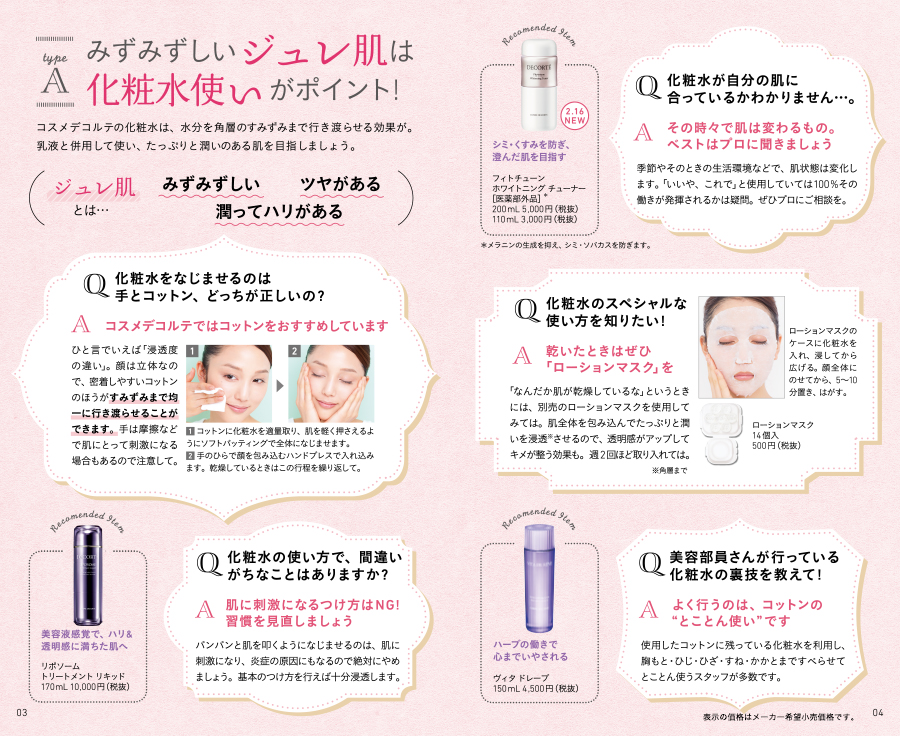 type
A
みずみずしいジュレ肌は
化粧水使いがポイント!
コスメデコルテの化粧水は、水分を角層のすみずみまで行き渡らせる効果が。
乳液と併用して使い、たっぷりと潤いのある肌を目指しましょう。
ジュレ肌
とは…
みずみずしい ツヤがある
潤ってハリがある
Q 化粧水をなじませるのは
手とコットン、どっちが正しいの?
A コスメデコルテではコットンをおすすめしています
ひと言でいえば「浸透度
の違い」。顔は立体なの
で、密着しやすいコットン
のほうがすみずみまで均
一に行き渡らせることが
できます。手は摩擦など
で肌にとって刺激になる
場合もあるので注意して。
1
2
1 コットンに化粧水を適量取り、肌を軽く押さえるよ
うにソフトパッティングで全体になじませます。
2 手のひらで顔を包み込むハンドプレスで入れ込み
ます。乾燥しているときはこの行程を繰り返して。
Recomended Item
DECORTÉ
美容液感覚で、ハリ&
透明感に満ちた肌へ
リポソーム
トリートメント リキッド
170mL 10,000円(税抜)
Q 化粧水の使い方で、間違い
がちなことはありますか?
A 肌に刺激になるつけ方はNG!
習慣を見直しましょう
パンパンと肌を叩くようになじませるのは、肌に
刺激になり、炎症の原因にもなるので絶対にやめ
ましょう。基本のつけ方を行えば十分浸透します。
03
Recomended Item
DECORTÉ
2.16
NEW
シミ・くすみを防ぎ、
澄んだ肌を目指す
フィトチューン
ホワイトニング チューナー
[医薬部外品]*
200mL 5,000円(税抜)
110mL 3,000円(税抜)
*メラニンの生成を抑え、シミ・ソバカスを防ぎます。
Q 化粧水が自分の肌に
合っているかわかりません…。
A その時々で肌は変わるもの。
ベストはプロに聞きましょう
季節やそのときの生活環境などで、肌状態は変化し
ます。「いいや、これで」と使用していては100%その
働きが発揮されるかは疑問。ぜひプロにご相談を。
Q 化粧水のスペシャルな
使い方を知りたい!
A 乾いたときはぜひ
「ローションマスク」を
「なんだか肌が乾燥しているな」というとき
には、別売のローションマスクを使用して
みては。肌全体を包み込んでたっぷりと潤
いを浸透※させるので、透明感がアップして
キメが整う効果も。週2回ほど取り入れては。
※角層まで
ローションマスクの
ケースに化粧水を
入れ、浸してから
広げる。顔全体に
のせてから、5〜10
分置き、はがす。
ローションマスク
14個入
500円(税抜)
Recomended Item
ハーブの働きで
心までいやされる
ヴィタ ドレーブ
150mL 4,500円(税抜)
Q 美容部員さんが行っている
化粧水の裏技を教えて!
A よく行うのは、コットンの
“とことん使い”です
使用したコットンに残っている化粧水を利用し、
胸もと・ひじ・ひざ・すね・かかとまですべらせて
とことん使うスタッフが多数です。
表示の価格はメーカー希望小売価格です。
04